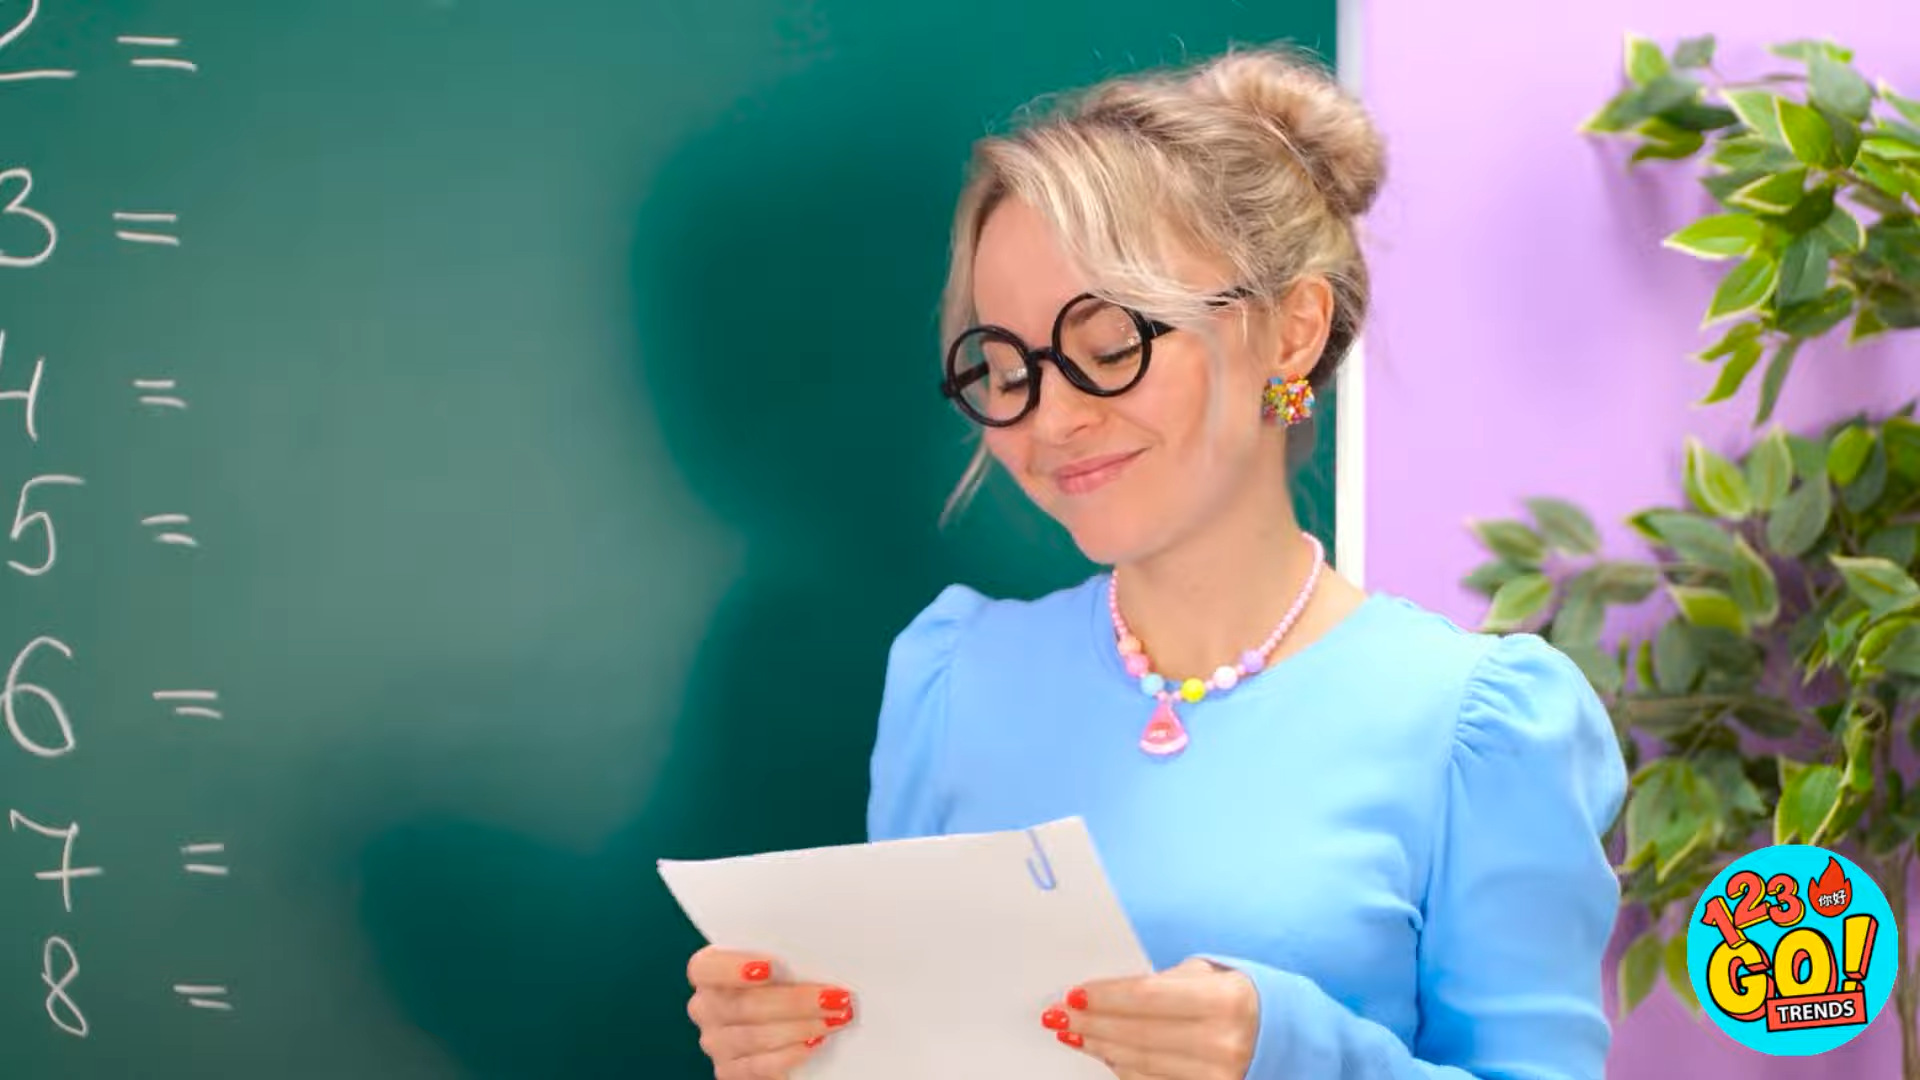 2 =
3 =
4 =
5 =
6 =
7 =
8 =
123
你好
GO!
TRENDS